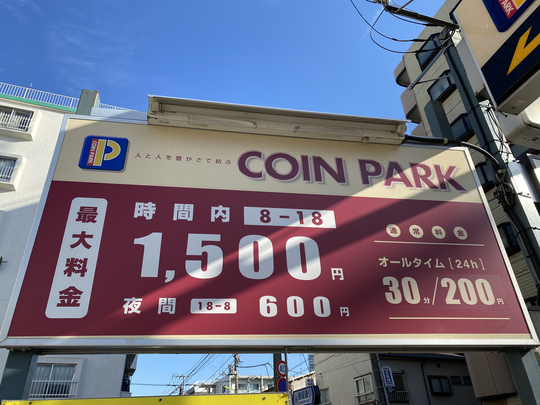 COIN PARK
人と人を豊かさで結ぶ
COIN PARK
最大料金
時間内 8-18
1,500円
夜間 18-8 600円
通常料金
オールタイム [24h]
30分/200円